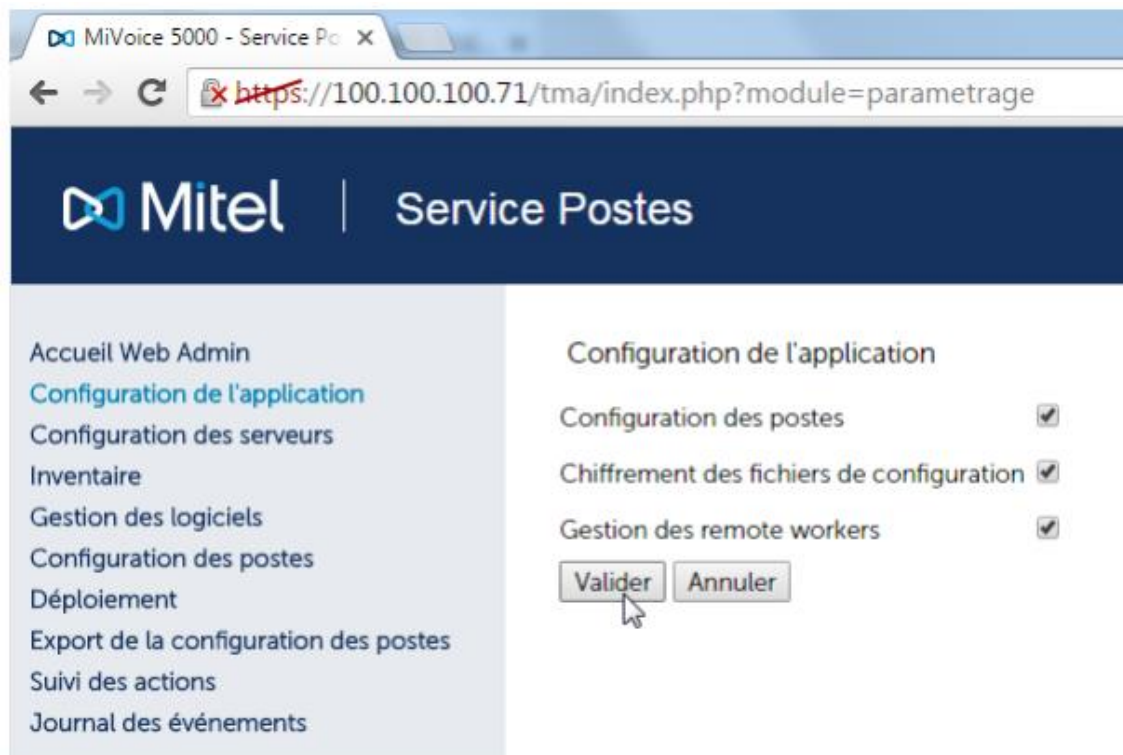 MiVoice 5000 - Service Po
https://100.100.100.71/tma/index.php?module=parametrage
Mitel | Service Postes
Accueil Web Admin
Configuration de l'application
Configuration des serveurs
Inventaire
Gestion des logiciels
Configuration des postes
Déploiement
Export de la configuration des postes
Suivi des actions
Journal des événements
Configuration de l'application
Configuration des postes
Chiffrement des fichiers de configuration
Gestion des remote workers
Valider Annuler